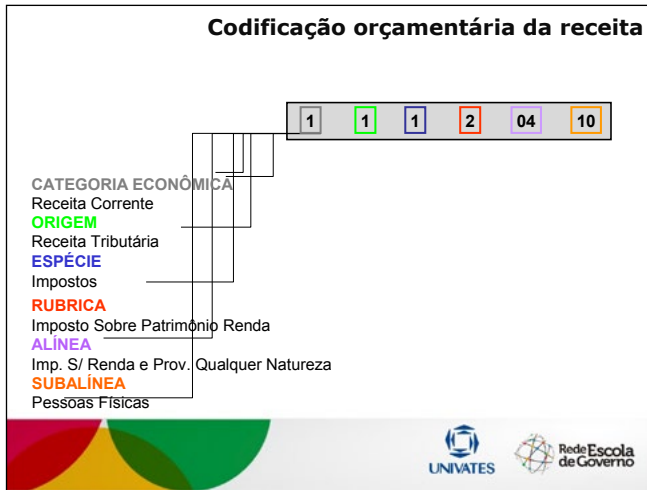 Codificação orçamentária da receita
1 1 1 2 04 10
CATEGORIA ECONÔMICA
Receita Corrente
ORIGEM
Receita Tributária
ESPÉCIE
Impostos
RUBRICA
Imposto Sobre Patrimônio Renda
ALÍNEA
Imp. S/ Renda e Prov. Qualquer Natureza
SUBALÍNEA
Pessoas Físicas
UNIVATES
Rede Escola
de Governo